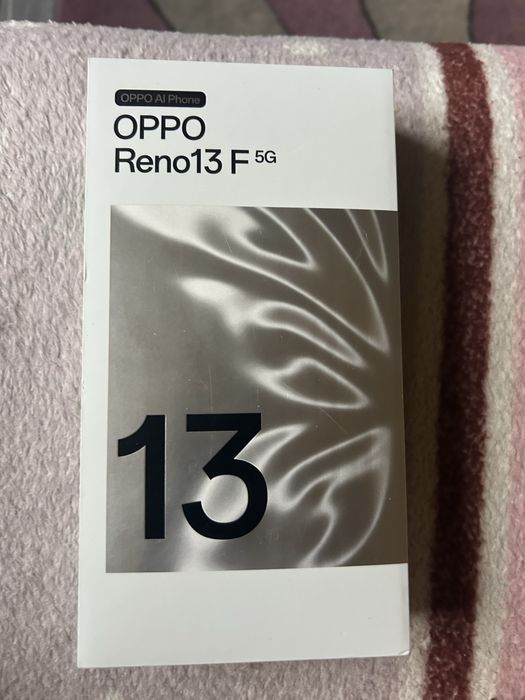 OPPO AI Phone
OPPO
Reno13 F 5G
13